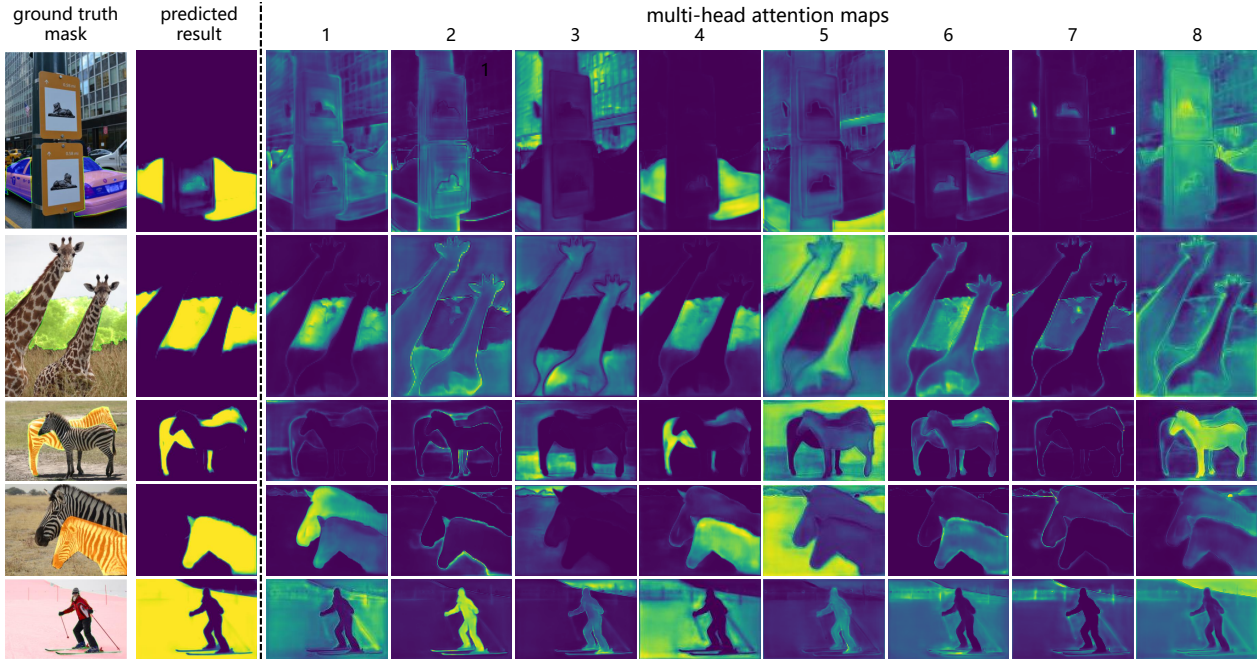 ground truth
mask
predicted
result
multi-head attention maps
1 2 3 4 5 6 7 8
1